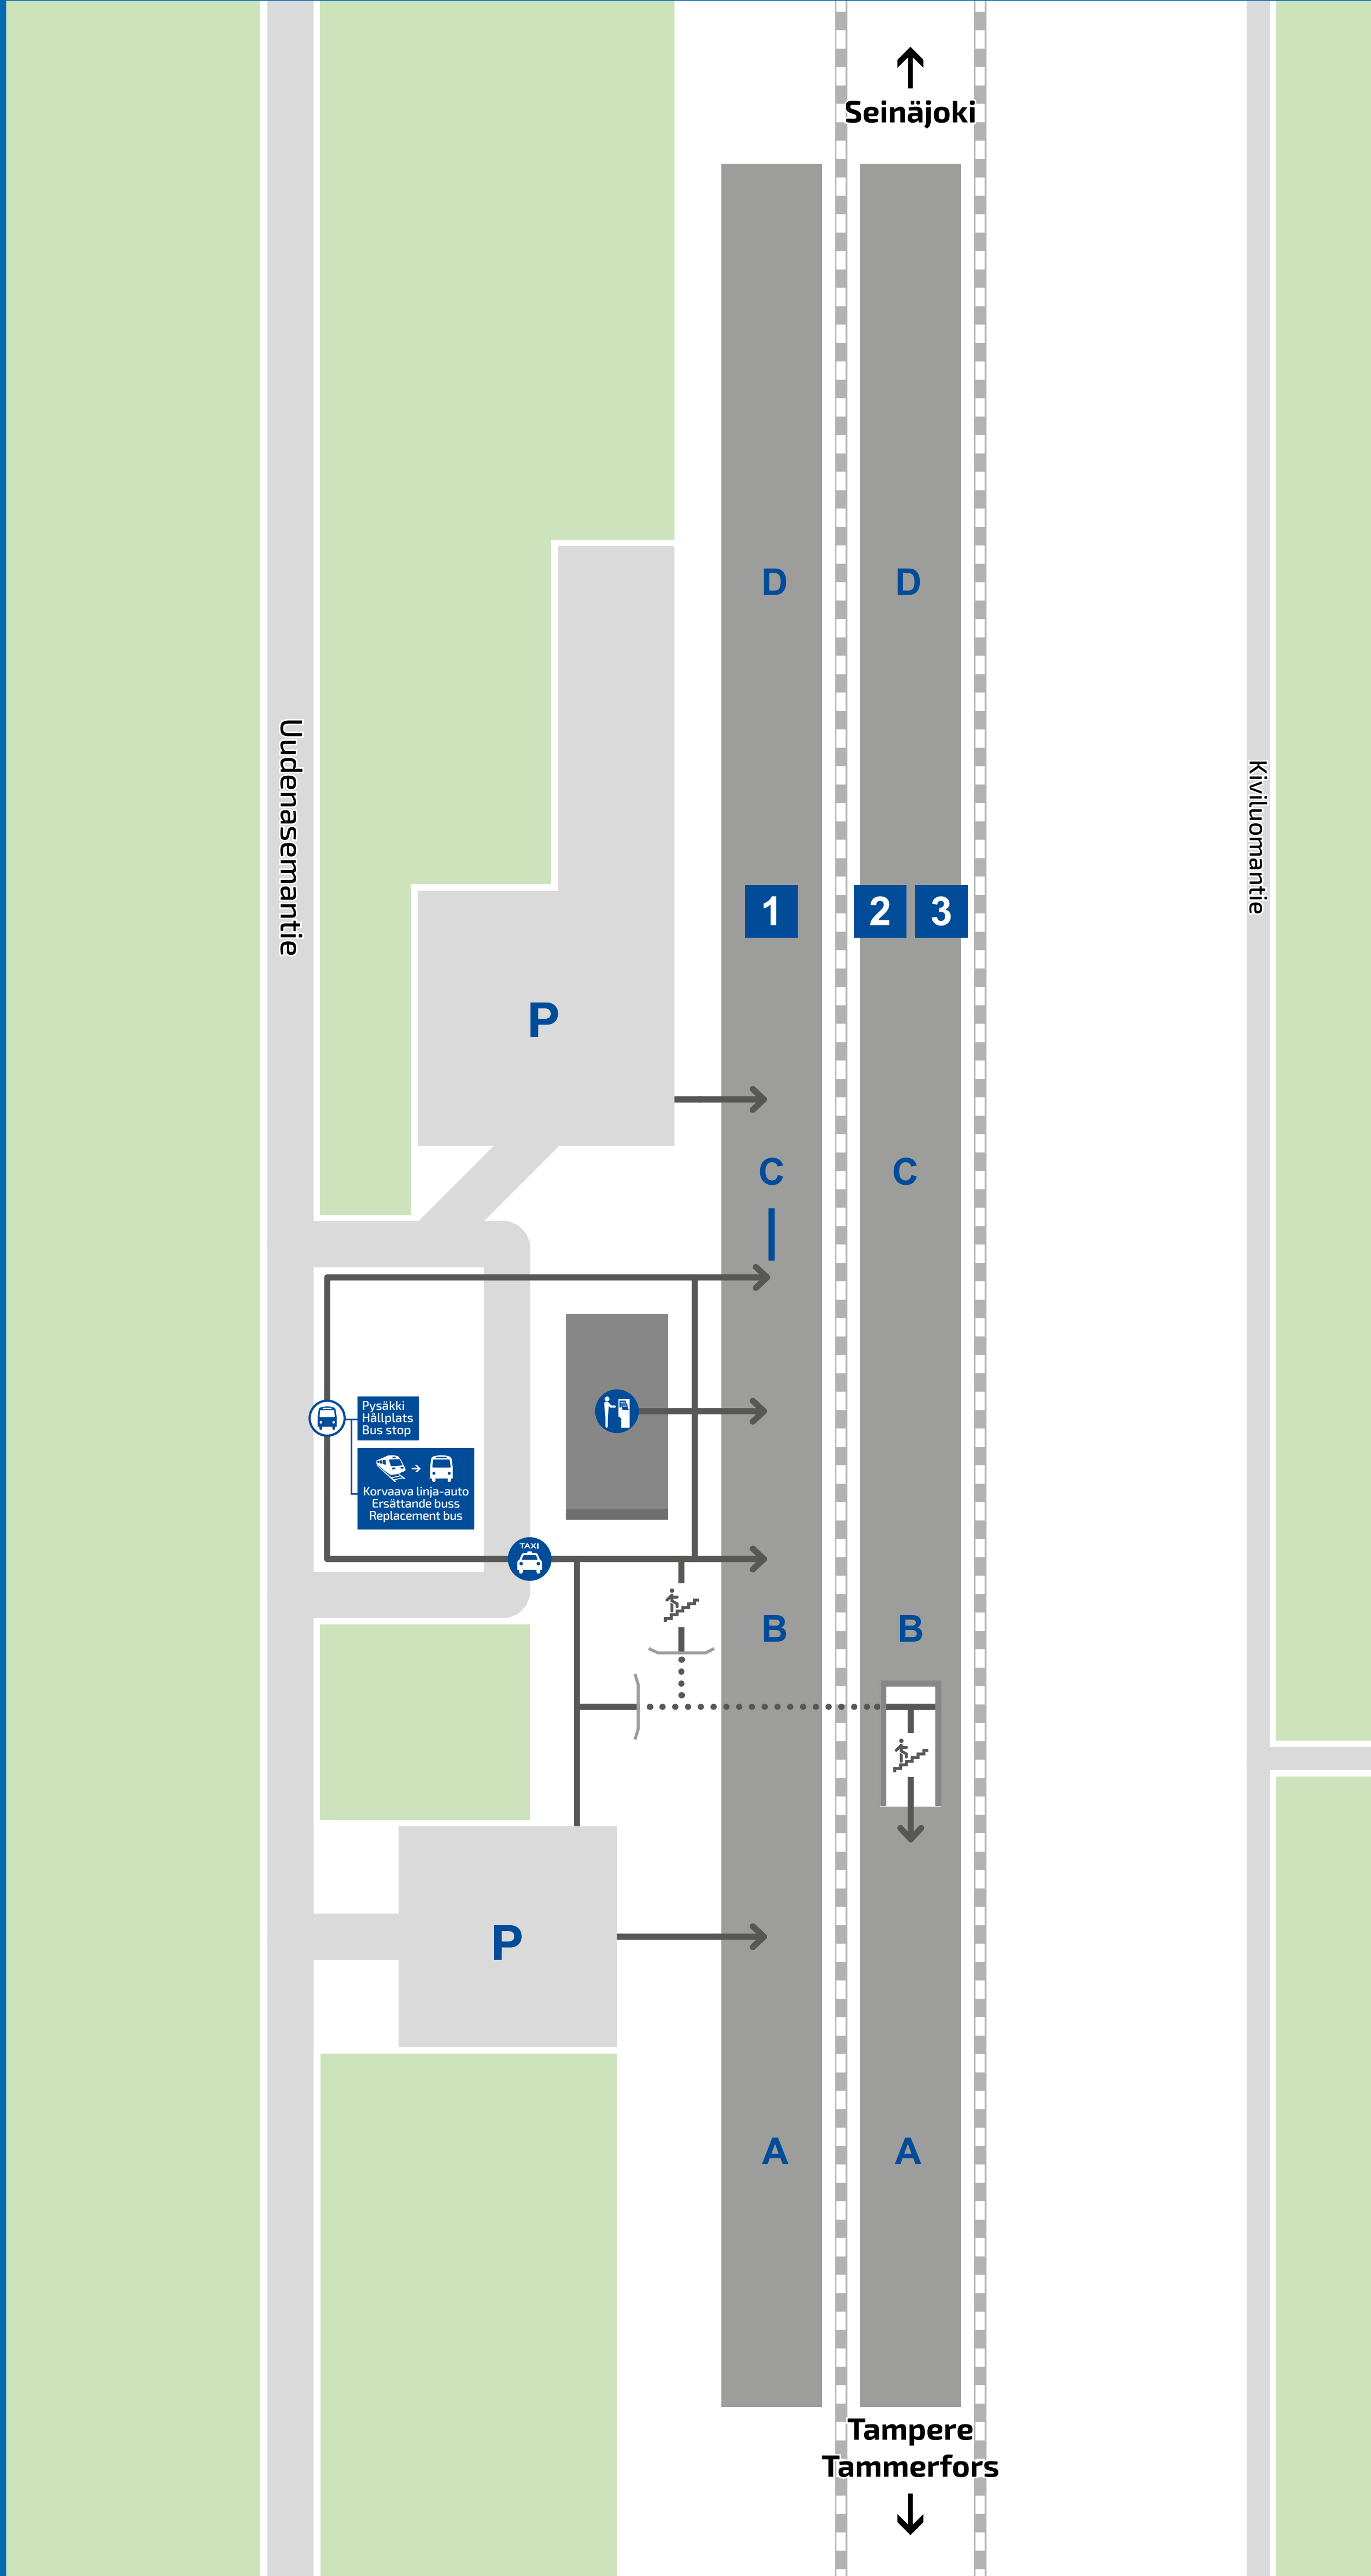 Seinäjoki
D
D
Uudenasemantie
Kiviluomantie
1
2
3
P
C
C
Pysäkki
Hållplats
Bus stop
Korvaava linja-auto
Ersättande buss
Replacement bus
TAXI
B
B
P
A
A
Tampere
Tammerfors